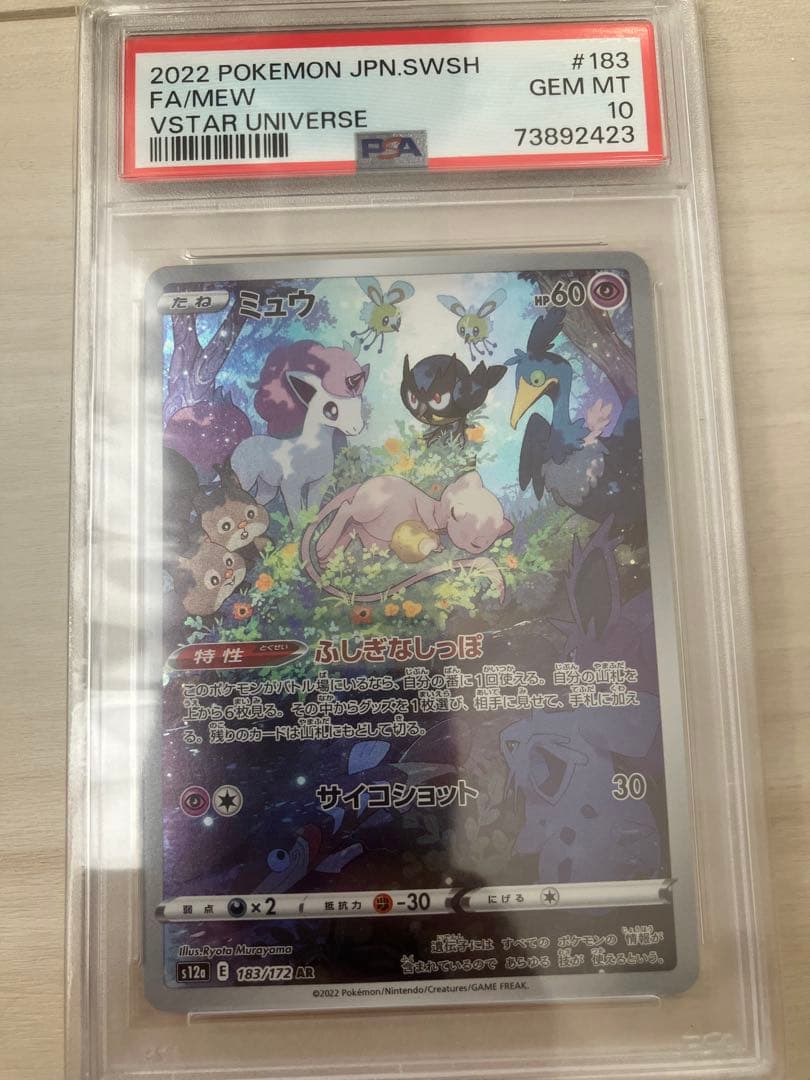 2022 POKEMON JPN.SWSH #183
FA/MEW GEM MT
VSTAR UNIVERSE 10
PSA 73892423
たね ミュウ HP60
特性 とくせい ふしぎなしっぽ
このポケモンがバトル場にいるなら、自分の番に1回使える。自分の山札を
上から6枚見る。その中からグッズを1枚選び、相手に見せて、手札に加え
る。残りのカードは山札にもどして切る。
サイコショット 30
弱点 ×2 抵抗力 -30 にげる
Illus.Ryota Murayama
遺伝子には すべての ポケモンの 情報が
含まれているので あらゆる 技が 使えるという。
s12a E 183/172 AR
©2022 Pokémon/Nintendo/Creatures/GAME FREAK.